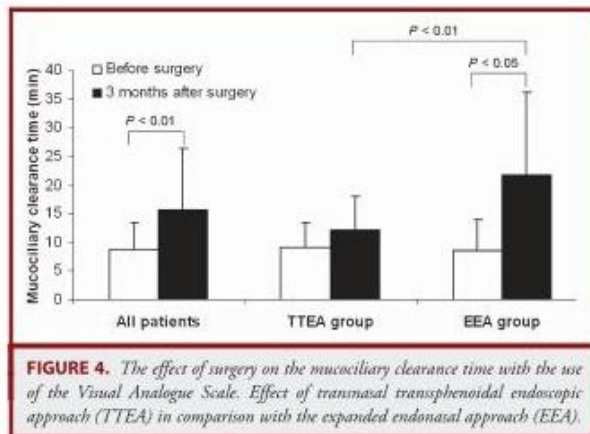 P < 0.01
P < 0.05
Before surgery
3 months after surgery
P < 0.01
Mucociliary clearance time (min)
40
35
30
25
20
15
10
5
0
All patients
TTEA group
EEA group
FIGURE 4. The effect of surgery on the mucociliary clearance time with the use
of the Visual Analogue Scale. Effect of transnasal transsphenoidal endoscopic
approach (TTEA) in comparison with the expanded endonasal approach (EEA).